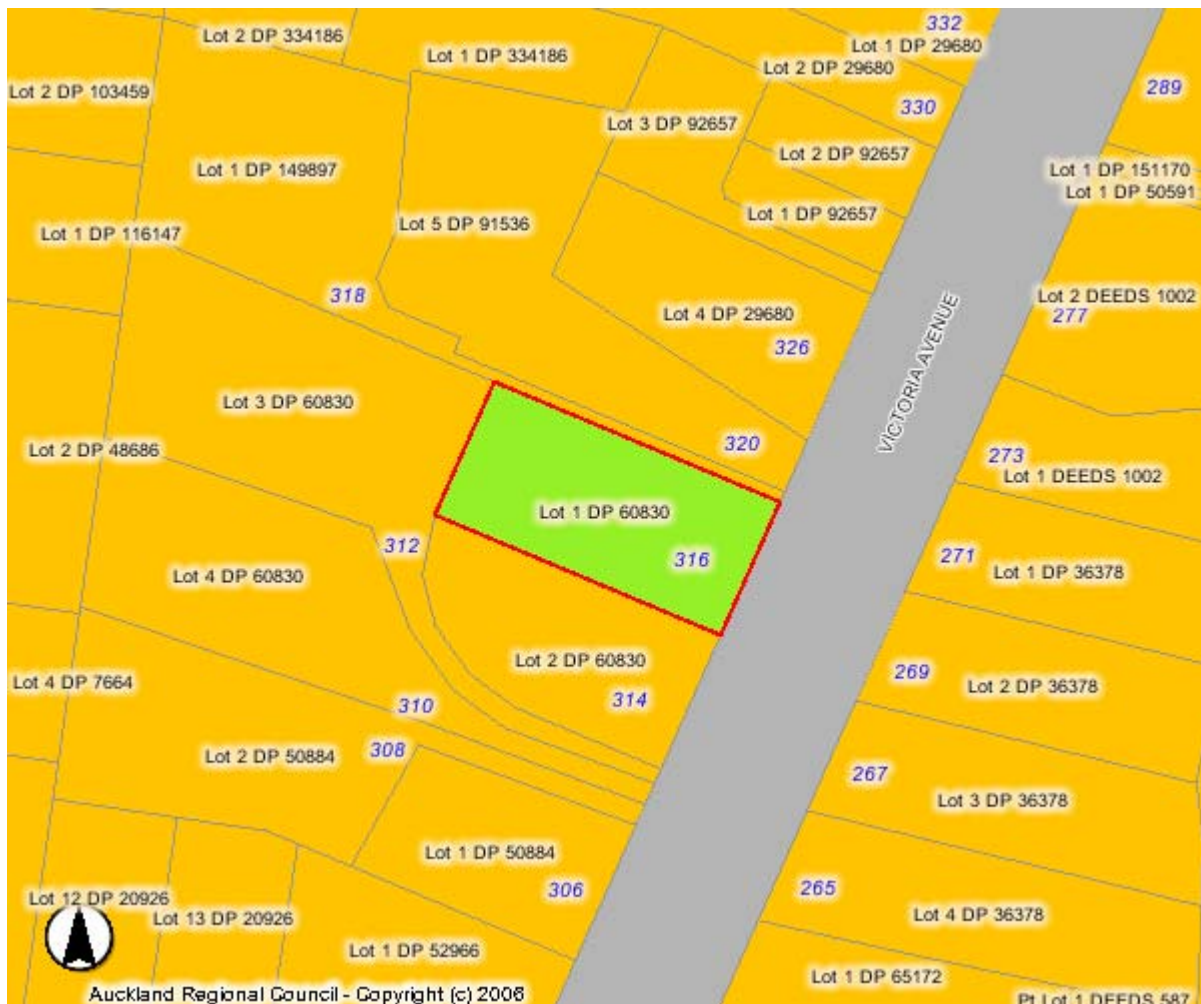 332
Lot 2 DP 334186
Lot 1 DP 29680
Lot 1 DP 334186
Lot 2 DP 29680
289
Lot 2 DP 103459
330
Lot 3 DP 92657
Lot 2 DP 92657
Lot 1 DP 149897
Lot 1 DP 151170
Lot 1 DP 50591
Lot 1 DP 92657
Lot 5 DP 91536
Lot 1 DP 116147
318
Lot 2 DEEDS 1002
Lot 4 DP 29680
277
326
VICTORIA AVENUE
Lot 3 DP 60830
320
Lot 2 DP 48686
273
Lot 1 DEEDS 1002
Lot 1 DP 60830
312
316
271
Lot 4 DP 60830
Lot 1 DP 36378
Lot 2 DP 60830
269
Lot 4 DP 7664
Lot 2 DP 36378
314
310
308
Lot 2 DP 50884
267
Lot 3 DP 36378
Lot 1 DP 50884
306
265
Lot 12 DP 20926
Lot 13 DP 20926
Lot 4 DP 36378
Lot 1 DP 52966
Lot 1 DP 65172
Auckland Regional Council - Copyright (c) 2006
Pt Lot 1 DEEDS 587